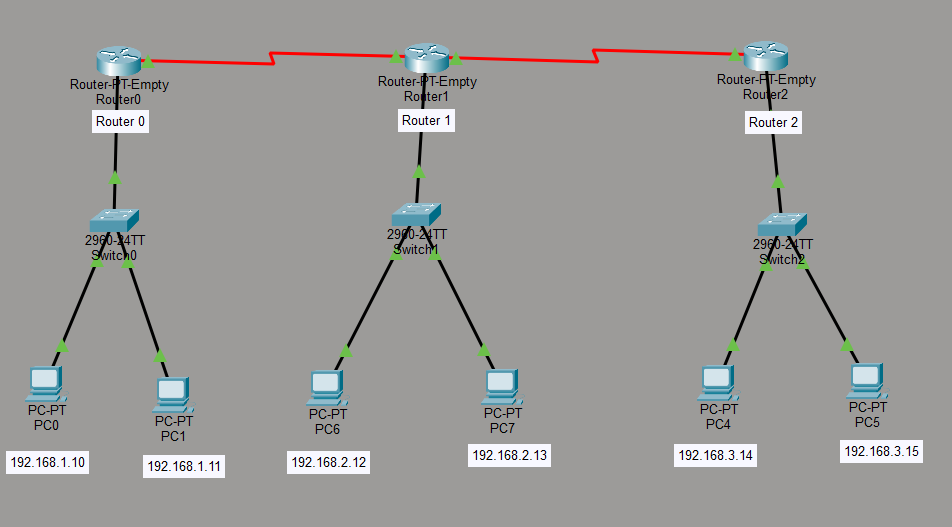 Router-PT-Empty
Router0
Router 0
Router-PT-Empty
Router1
Router 1
Router-PT-Empty
Router2
Router 2
2960-24TT
Switch0
2960-24TT
Switch1
2960-24TT
Switch2
PC-PT
PC0
PC-PT
PC1
PC-PT
PC6
PC-PT
PC7
PC-PT
PC4
PC-PT
PC5
192.168.1.10
192.168.1.11
192.168.2.12
192.168.2.13
192.168.3.14
192.168.3.15